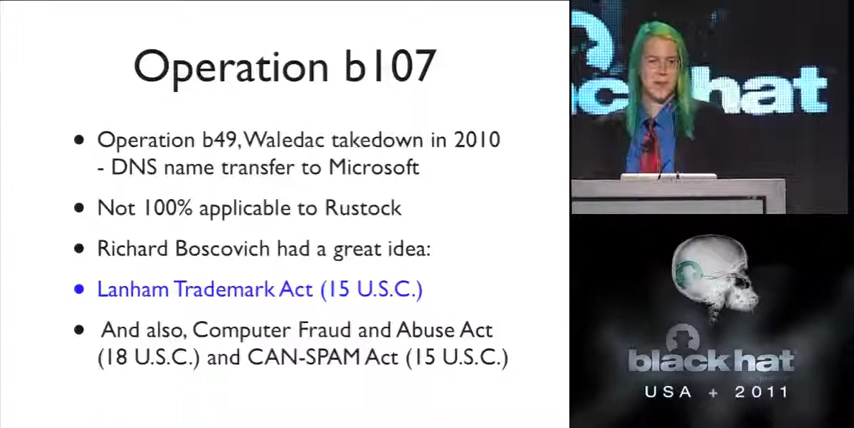 Operation b107
• Operation b49, Waledac takedown in 2010
- DNS name transfer to Microsoft
• Not 100% applicable to Rustock
• Richard Boscovich had a great idea:
• Lanham Trademark Act (15 U.S.C.)
• And also, Computer Fraud and Abuse Act
(18 U.S.C.) and CAN-SPAM Act (15 U.S.C.)
ck hat
black hat
USA + 2011